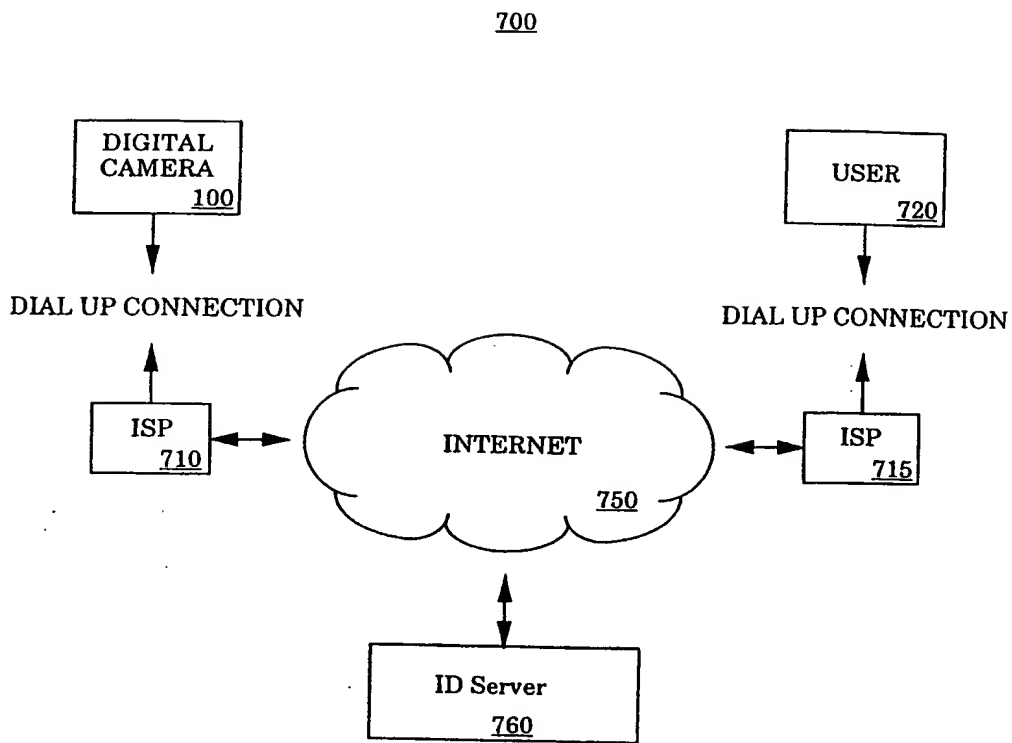 700
DIGITAL
CAMERA
100
USER
720
DIAL UP CONNECTION
DIAL UP CONNECTION
ISP
710
INTERNET
750
ISP
715
ID Server
760